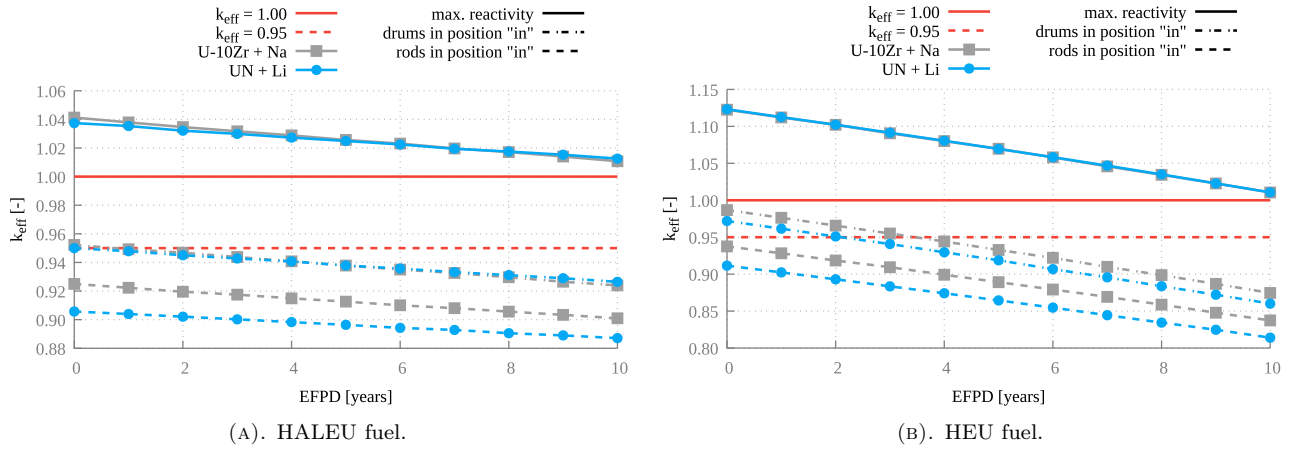 k_eff = 1.00
k_eff = 0.95
U-10Zr + Na
UN + Li
max. reactivity
drums in position "in"
rods in position "in"
1.06
1.04
1.02
1.00
0.98
0.96
0.94
0.92
0.90
0.88
k_eff [-]
0 2 4 6 8 10
EFPD [years]
(A). HALEU fuel.
k_eff = 1.00
k_eff = 0.95
U-10Zr + Na
UN + Li
max. reactivity
drums in position "in"
rods in position "in"
1.15
1.10
1.05
1.00
0.95
0.90
0.85
0.80
k_eff [-]
0 2 4 6 8 10
EFPD [years]
(B). HEU fuel.